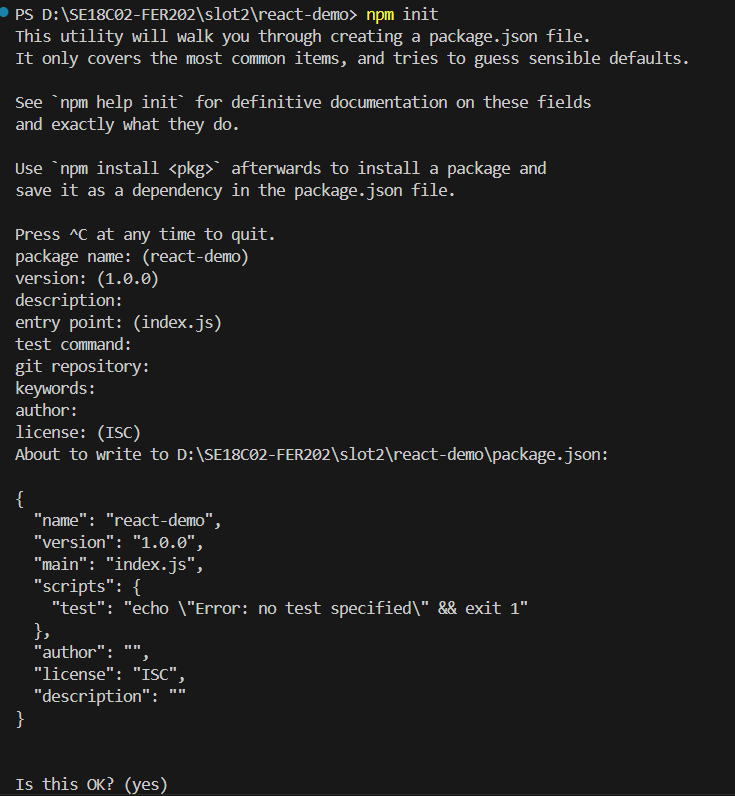 PS D:\SE18C02-FER202\slot2\react-demo> npm init
This utility will walk you through creating a package.json file.
It only covers the most common items, and tries to guess sensible defaults.
See `npm help init` for definitive documentation on these fields
and exactly what they do.
Use `npm install <pkg>` afterwards to install a package and
save it as a dependency in the package.json file.
Press ^C at any time to quit.
package name: (react-demo)
version: (1.0.0)
description:
entry point: (index.js)
test command:
git repository:
keywords:
author:
license: (ISC)
About to write to D:\SE18C02-FER202\slot2\react-demo\package.json:
{
  "name": "react-demo",
  "version": "1.0.0",
  "main": "index.js",
  "scripts": {
    "test": "echo \"Error: no test specified\" && exit 1"
  },
  "author": "",
  "license": "ISC",
  "description": ""
}
Is this OK? (yes)